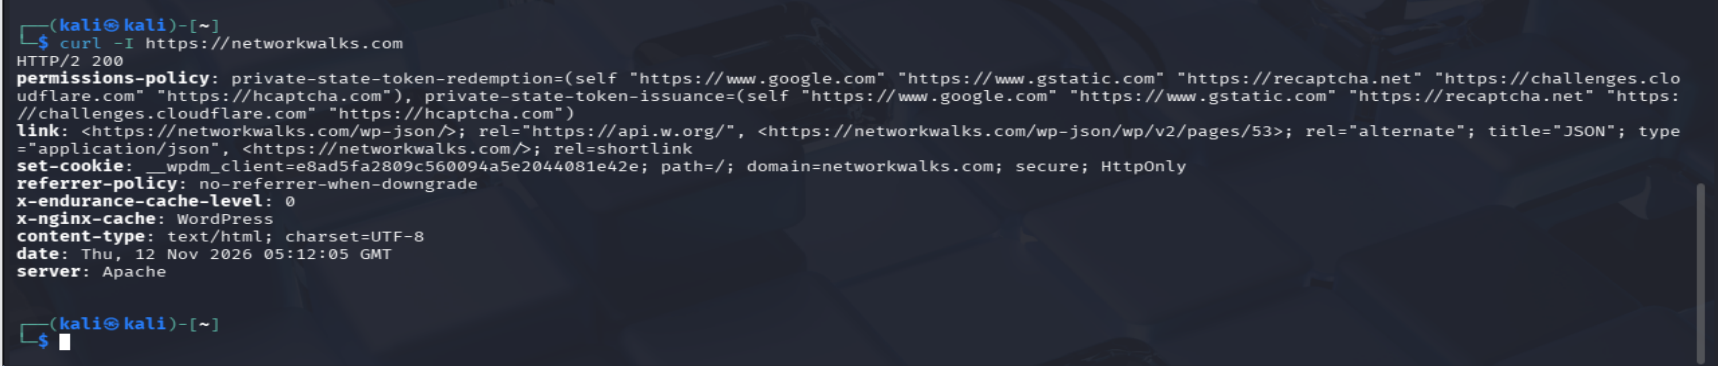 ┌──(kali㉿kali)-[~]
└─$ curl -I https://networkwalks.com
HTTP/2 200
permissions-policy: private-state-token-redemption=(self "https://www.google.com" "https://www.gstatic.com" "https://recaptcha.net" "https://challenges.clo
udflare.com" "https://hcaptcha.com"), private-state-token-issuance=(self "https://www.google.com" "https://www.gstatic.com" "https://recaptcha.net" "https:
//challenges.cloudflare.com" "https://hcaptcha.com")
link: <https://networkwalks.com/wp-json/>; rel="https://api.w.org/", <https://networkwalks.com/wp-json/wp/v2/pages/53>; rel="alternate"; title="JSON"; type
="application/json", <https://networkwalks.com/>; rel=shortlink
set-cookie: __wpdm_client=e8ad5fa2809c560094a5e2044081e42e; path=/; domain=networkwalks.com; secure; HttpOnly
referrer-policy: no-referrer-when-downgrade
x-endurance-cache-level: 0
x-nginx-cache: WordPress
content-type: text/html; charset=UTF-8
date: Thu, 12 Nov 2026 05:12:05 GMT
server: Apache
┌──(kali㉿kali)-[~]
└─$